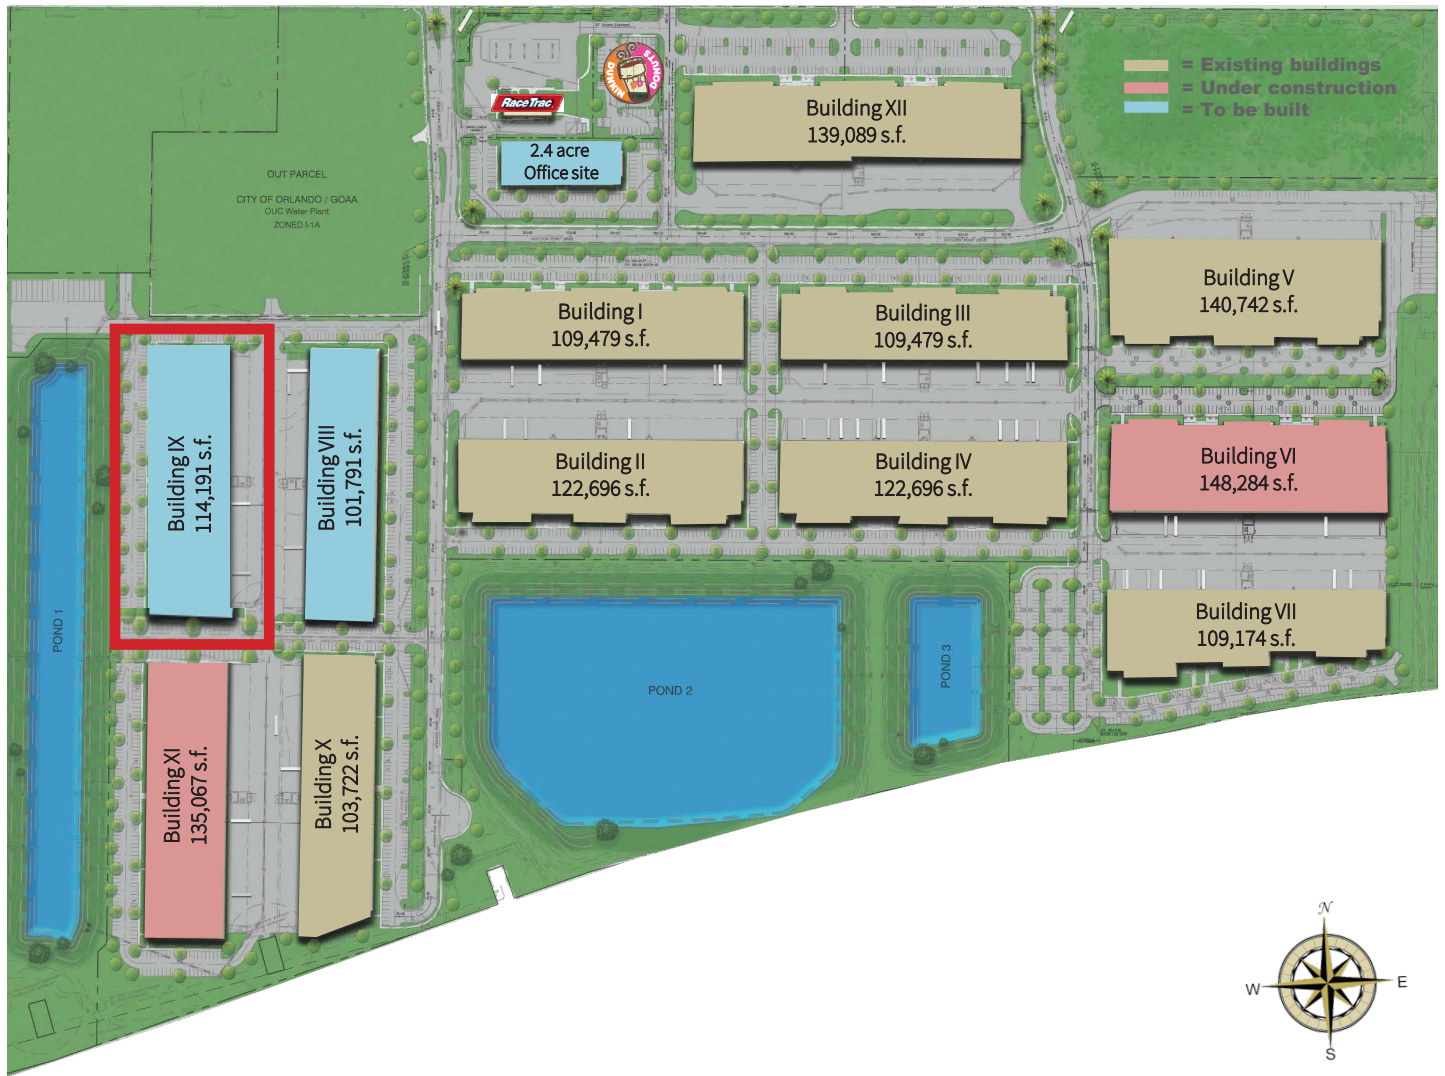 = Existing buildings
= Under construction
= To be built
DUNKIN'
DONUTS
RaceTrac
2.4 acre
Office site
Building XII
139,089 s.f.
OUT PARCEL
CITY OF ORLANDO / GOAA
OUC Water Plant
ZONED I-1A
Building I
109,479 s.f.
Building III
109,479 s.f.
Building V
140,742 s.f.
Building IX
114,191 s.f.
Building VIII
101,791 s.f.
Building II
122,696 s.f.
Building IV
122,696 s.f.
Building VI
148,284 s.f.
Building VII
109,174 s.f.
POND 1
POND 2
POND 3
Building XI
135,067 s.f.
Building X
103,722 s.f.
N
W
E
S